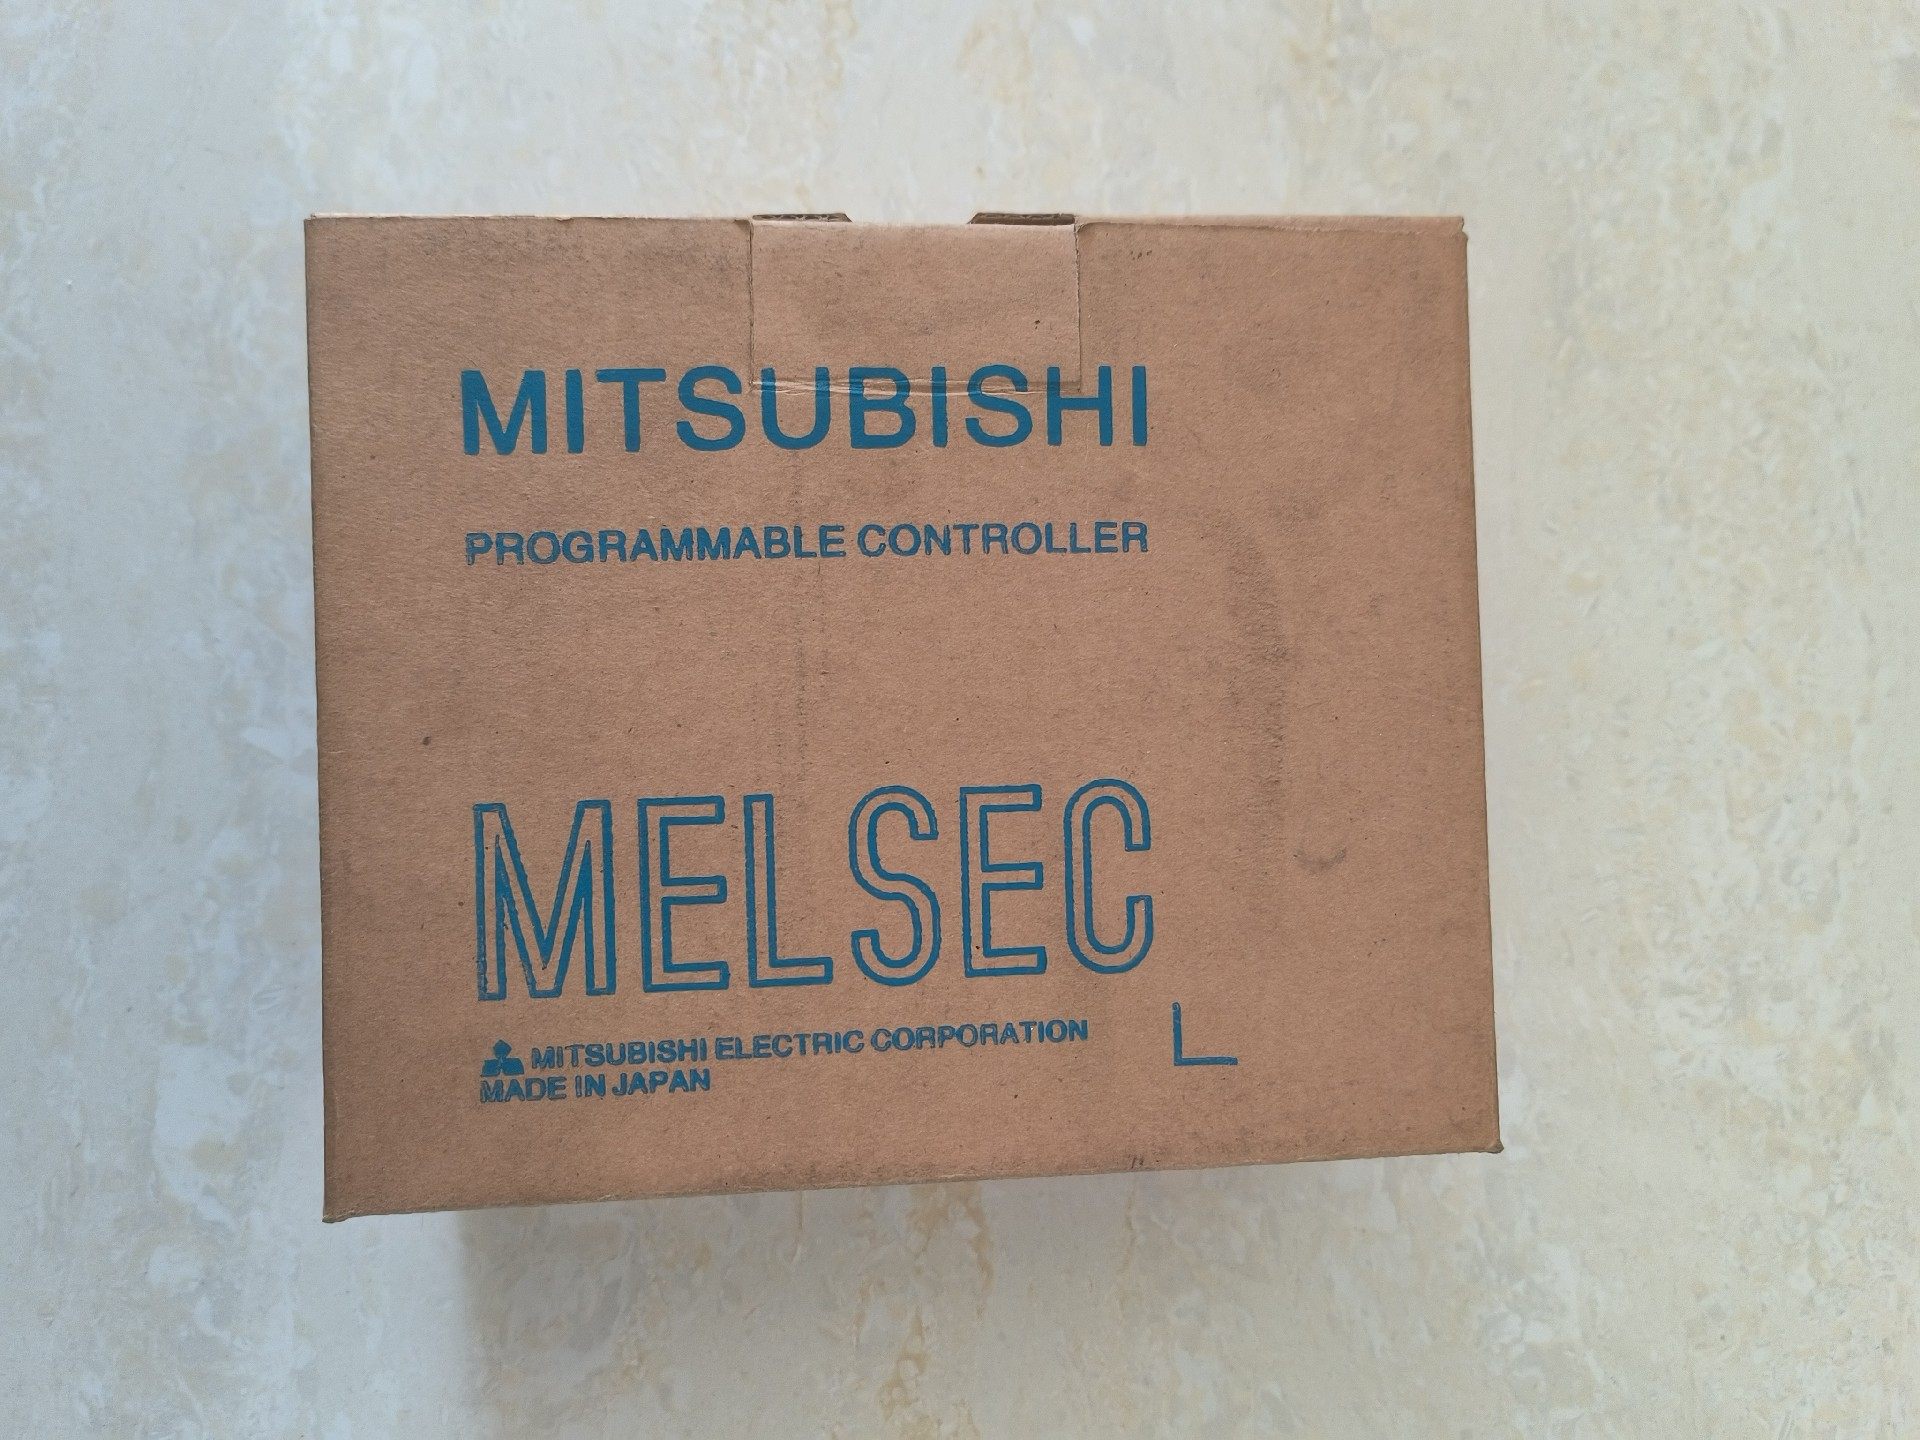 MITSUBISHI
PROGRAMMABLE CONTROLLER
MELSEC
L
MITSUBISHI ELECTRIC CORPORATION
MADE IN JAPAN